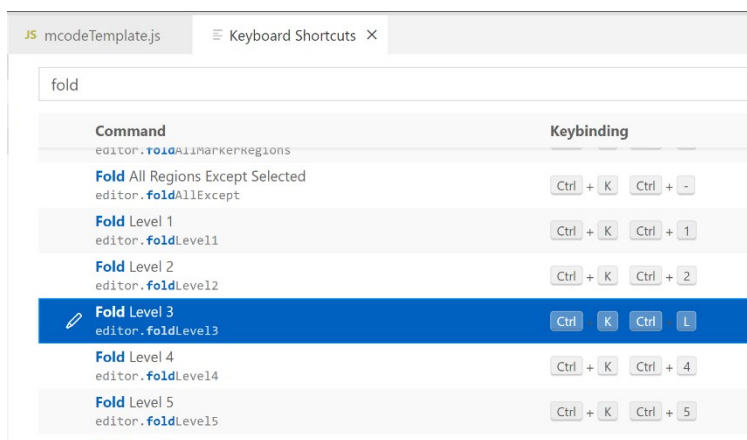 JS mcodeTemplate.js Keyboard Shortcuts ×
fold
Command Keybinding
editor.foldAllMarkerRegions
Fold All Regions Except Selected Ctrl + K Ctrl + -
editor.foldAllExcept
Fold Level 1 Ctrl + K Ctrl + 1
editor.foldLevel1
Fold Level 2 Ctrl + K Ctrl + 2
editor.foldLevel2
Fold Level 3 Ctrl K Ctrl L
editor.foldLevel3
Fold Level 4 Ctrl + K Ctrl + 4
editor.foldLevel4
Fold Level 5 Ctrl + K Ctrl + 5
editor.foldLevel5